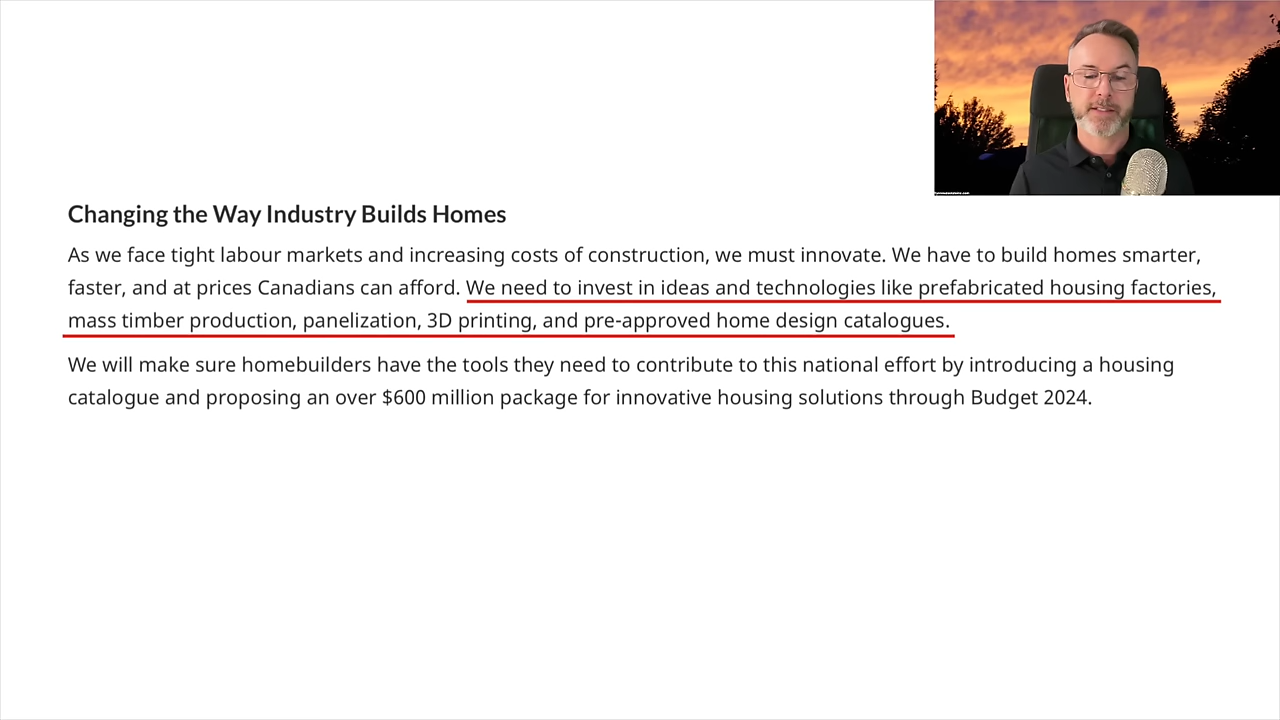 Changing the Way Industry Builds Homes
As we face tight labour markets and increasing costs of construction, we must innovate. We have to build homes smarter,
faster, and at prices Canadians can afford. We need to invest in ideas and technologies like prefabricated housing factories,
mass timber production, panelization, 3D printing, and pre-approved home design catalogues.
We will make sure homebuilders have the tools they need to contribute to this national effort by introducing a housing
catalogue and proposing an over $600 million package for innovative housing solutions through Budget 2024.